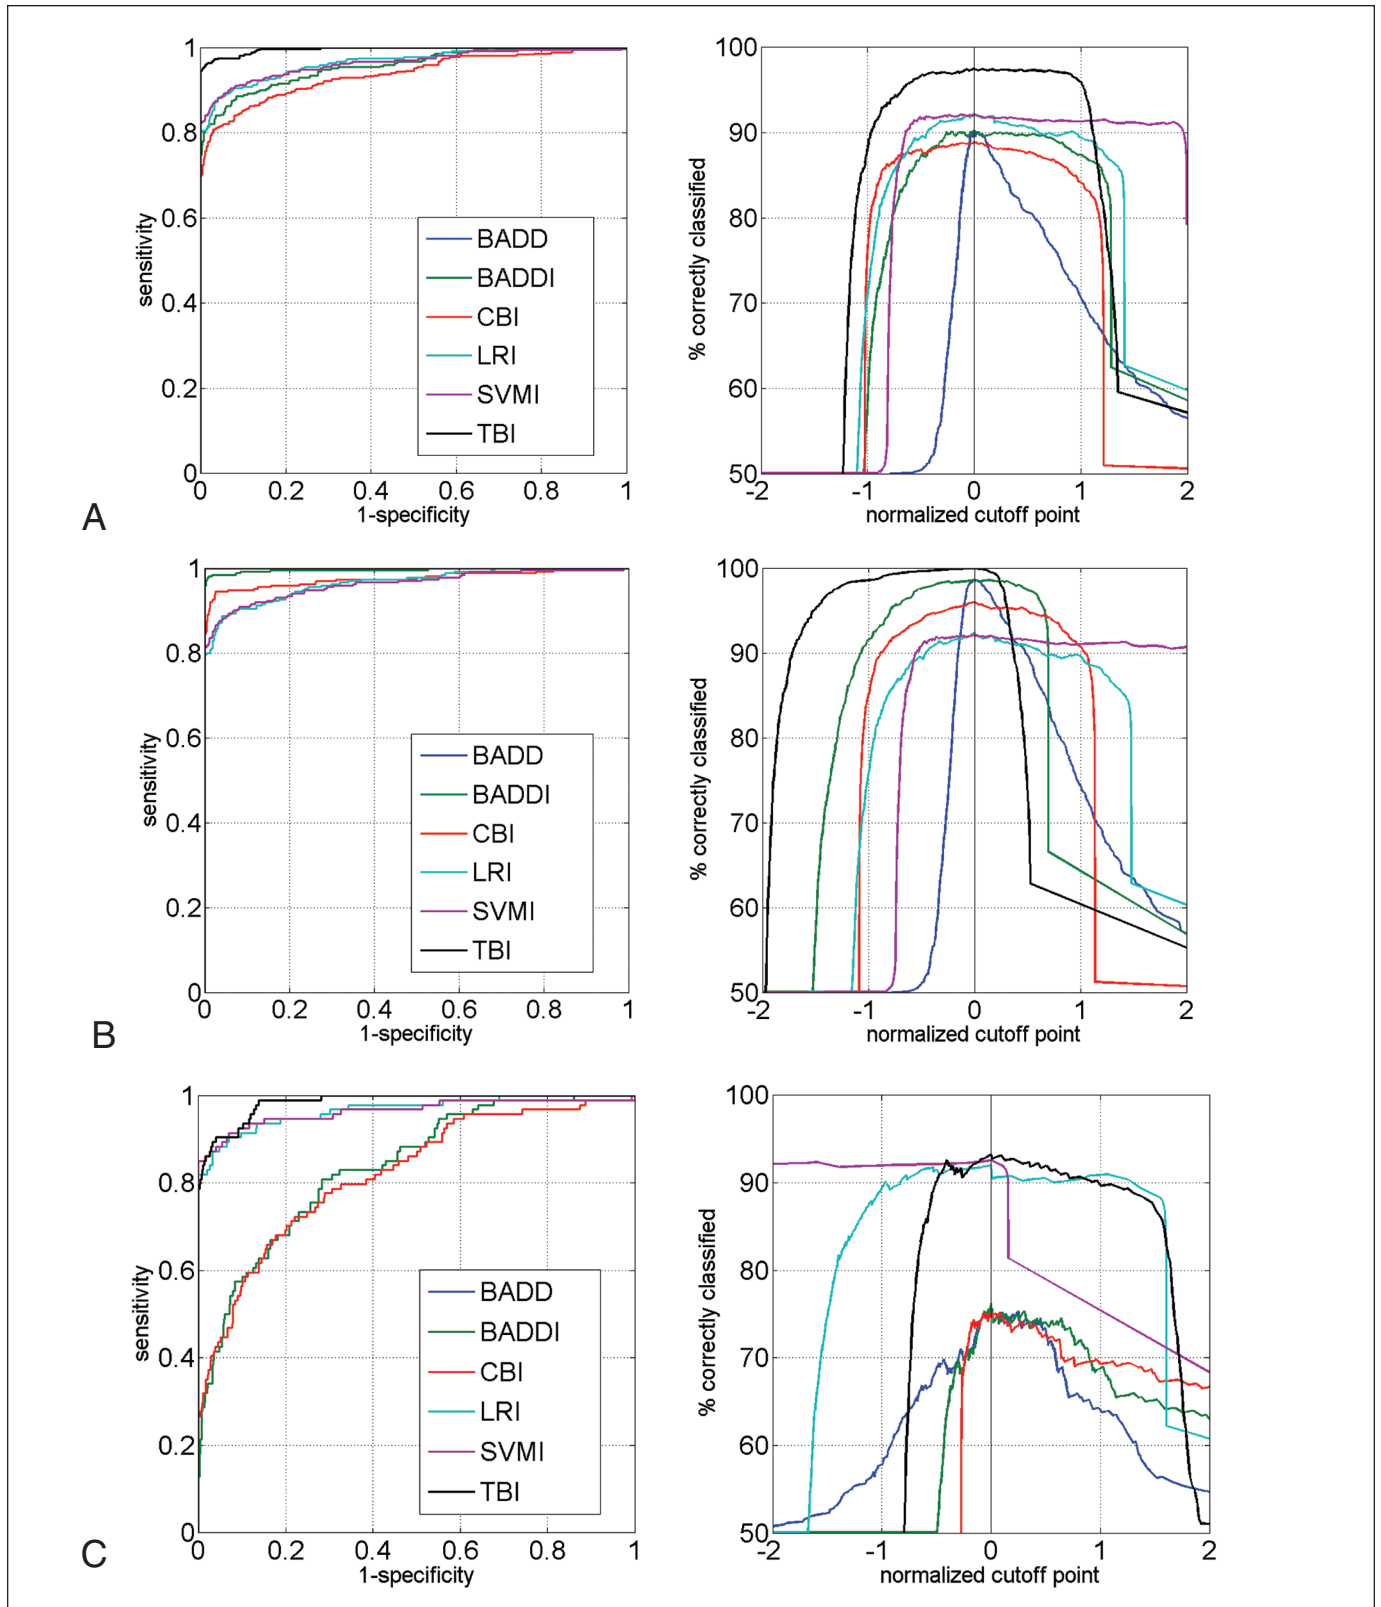 1
0.8
0.6
0.4
0.2
0
sensitivity
BADD
BADDI
CBI
LRI
SVMI
TBI
0 0.2 0.4 0.6 0.8 1
1-specificity
100
90
80
70
60
50
% correctly classified
-2 -1 0 1 2
normalized cutoff point
A
1
0.8
0.6
0.4
0.2
0
sensitivity
BADD
BADDI
CBI
LRI
SVMI
TBI
0 0.2 0.4 0.6 0.8 1
1-specificity
100
90
80
70
60
50
% correctly classified
-2 -1 0 1 2
normalized cutoff point
B
1
0.8
0.6
0.4
0.2
0
sensitivity
BADD
BADDI
CBI
LRI
SVMI
TBI
0 0.2 0.4 0.6 0.8 1
1-specificity
100
90
80
70
60
50
% correctly classified
-2 -1 0 1 2
normalized cutoff point
C